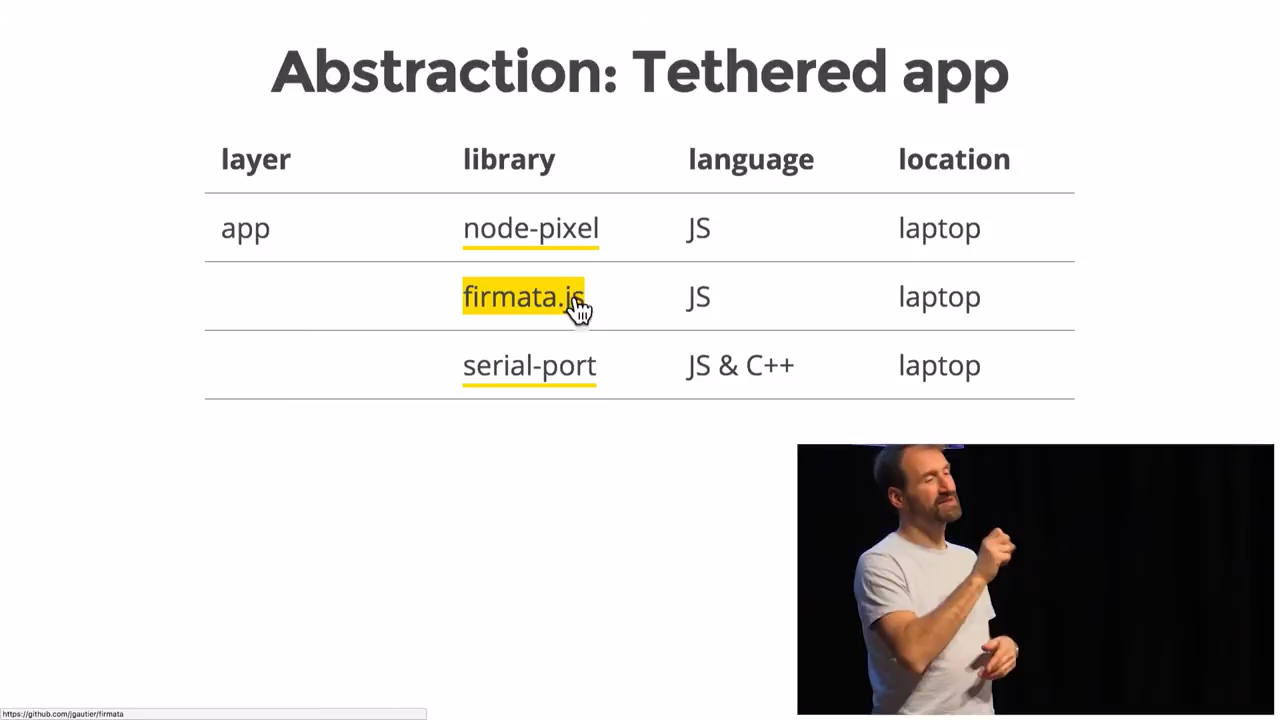 Abstraction: Tethered app
layer library language location
app node-pixel JS laptop
firmata.js JS laptop
serial-port JS & C++ laptop
https://github.com/jgautier/firmata